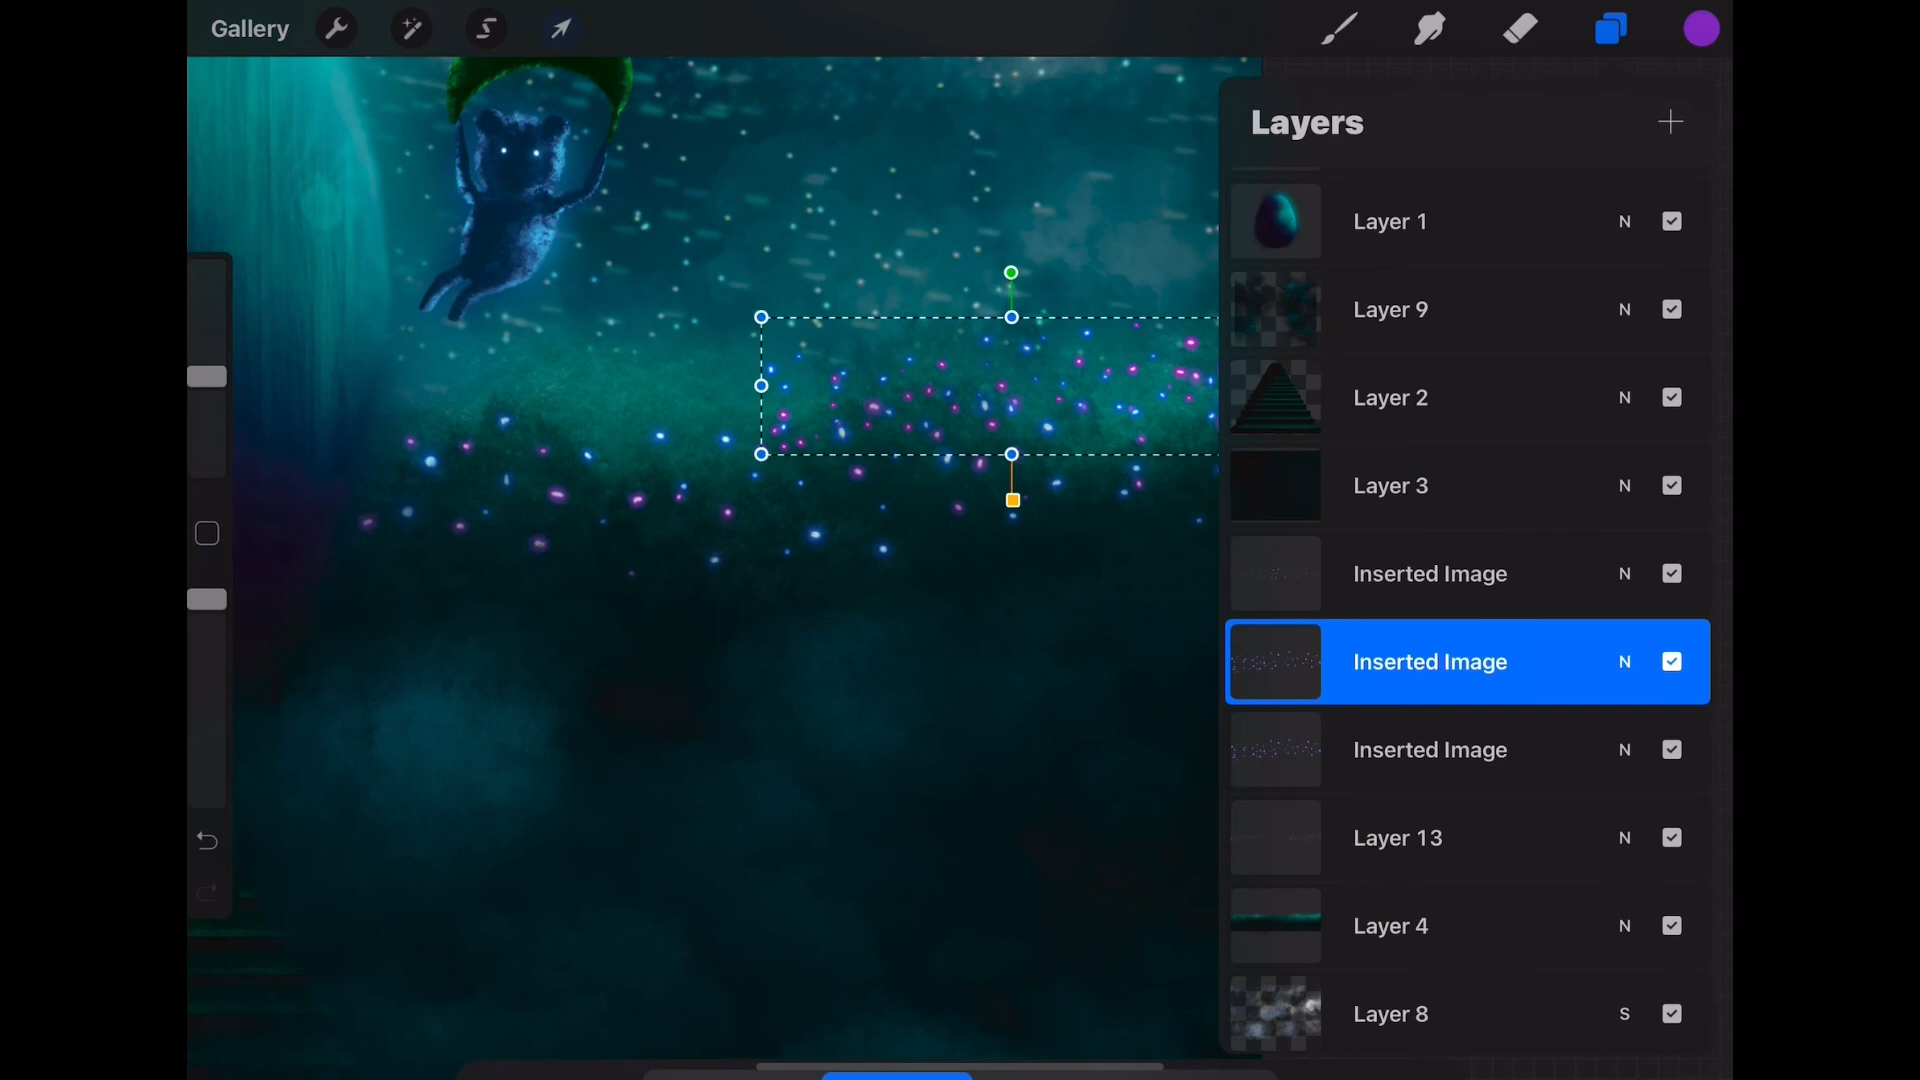 Gallery
Layers
Layer 1 N
Layer 9 N
Layer 2 N
Layer 3 N
Inserted Image N
Inserted Image N
Inserted Image N
Layer 13 N
Layer 4 N
Layer 8 S